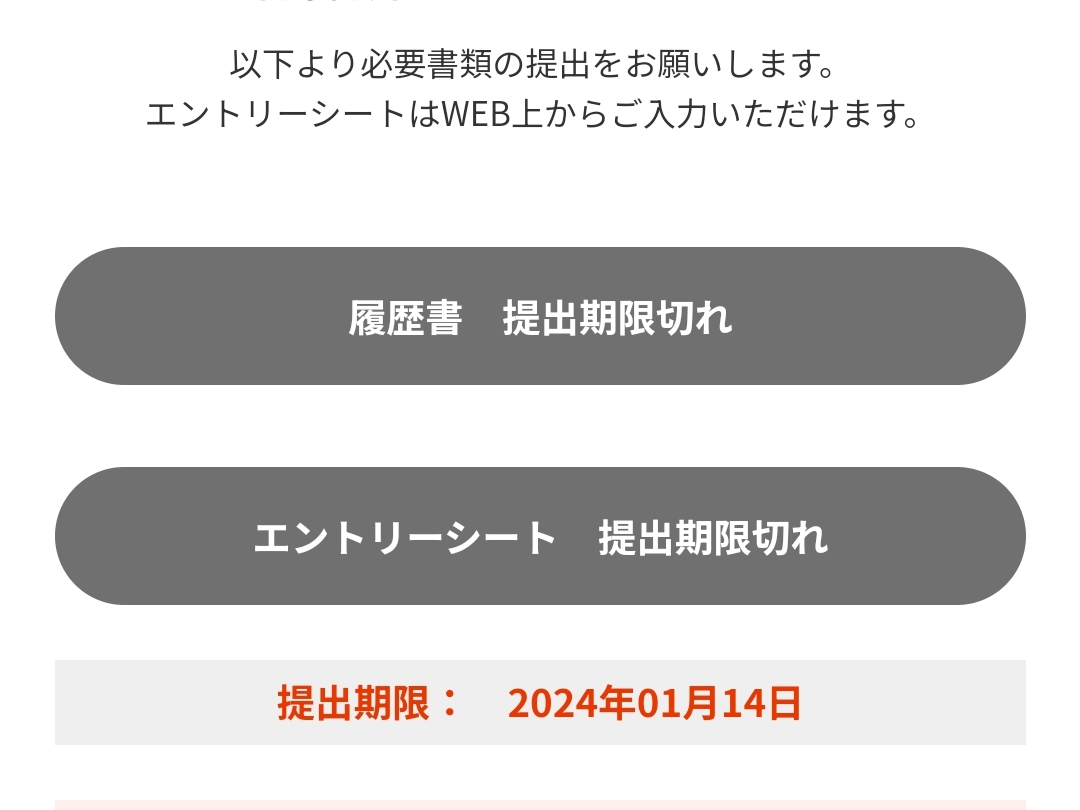 以下より必要書類の提出をお願いします。
エントリーシートはWEB上からご入力いただけます。
履歴書　提出期限切れ
エントリーシート　提出期限切れ
提出期限：　2024年01月14日